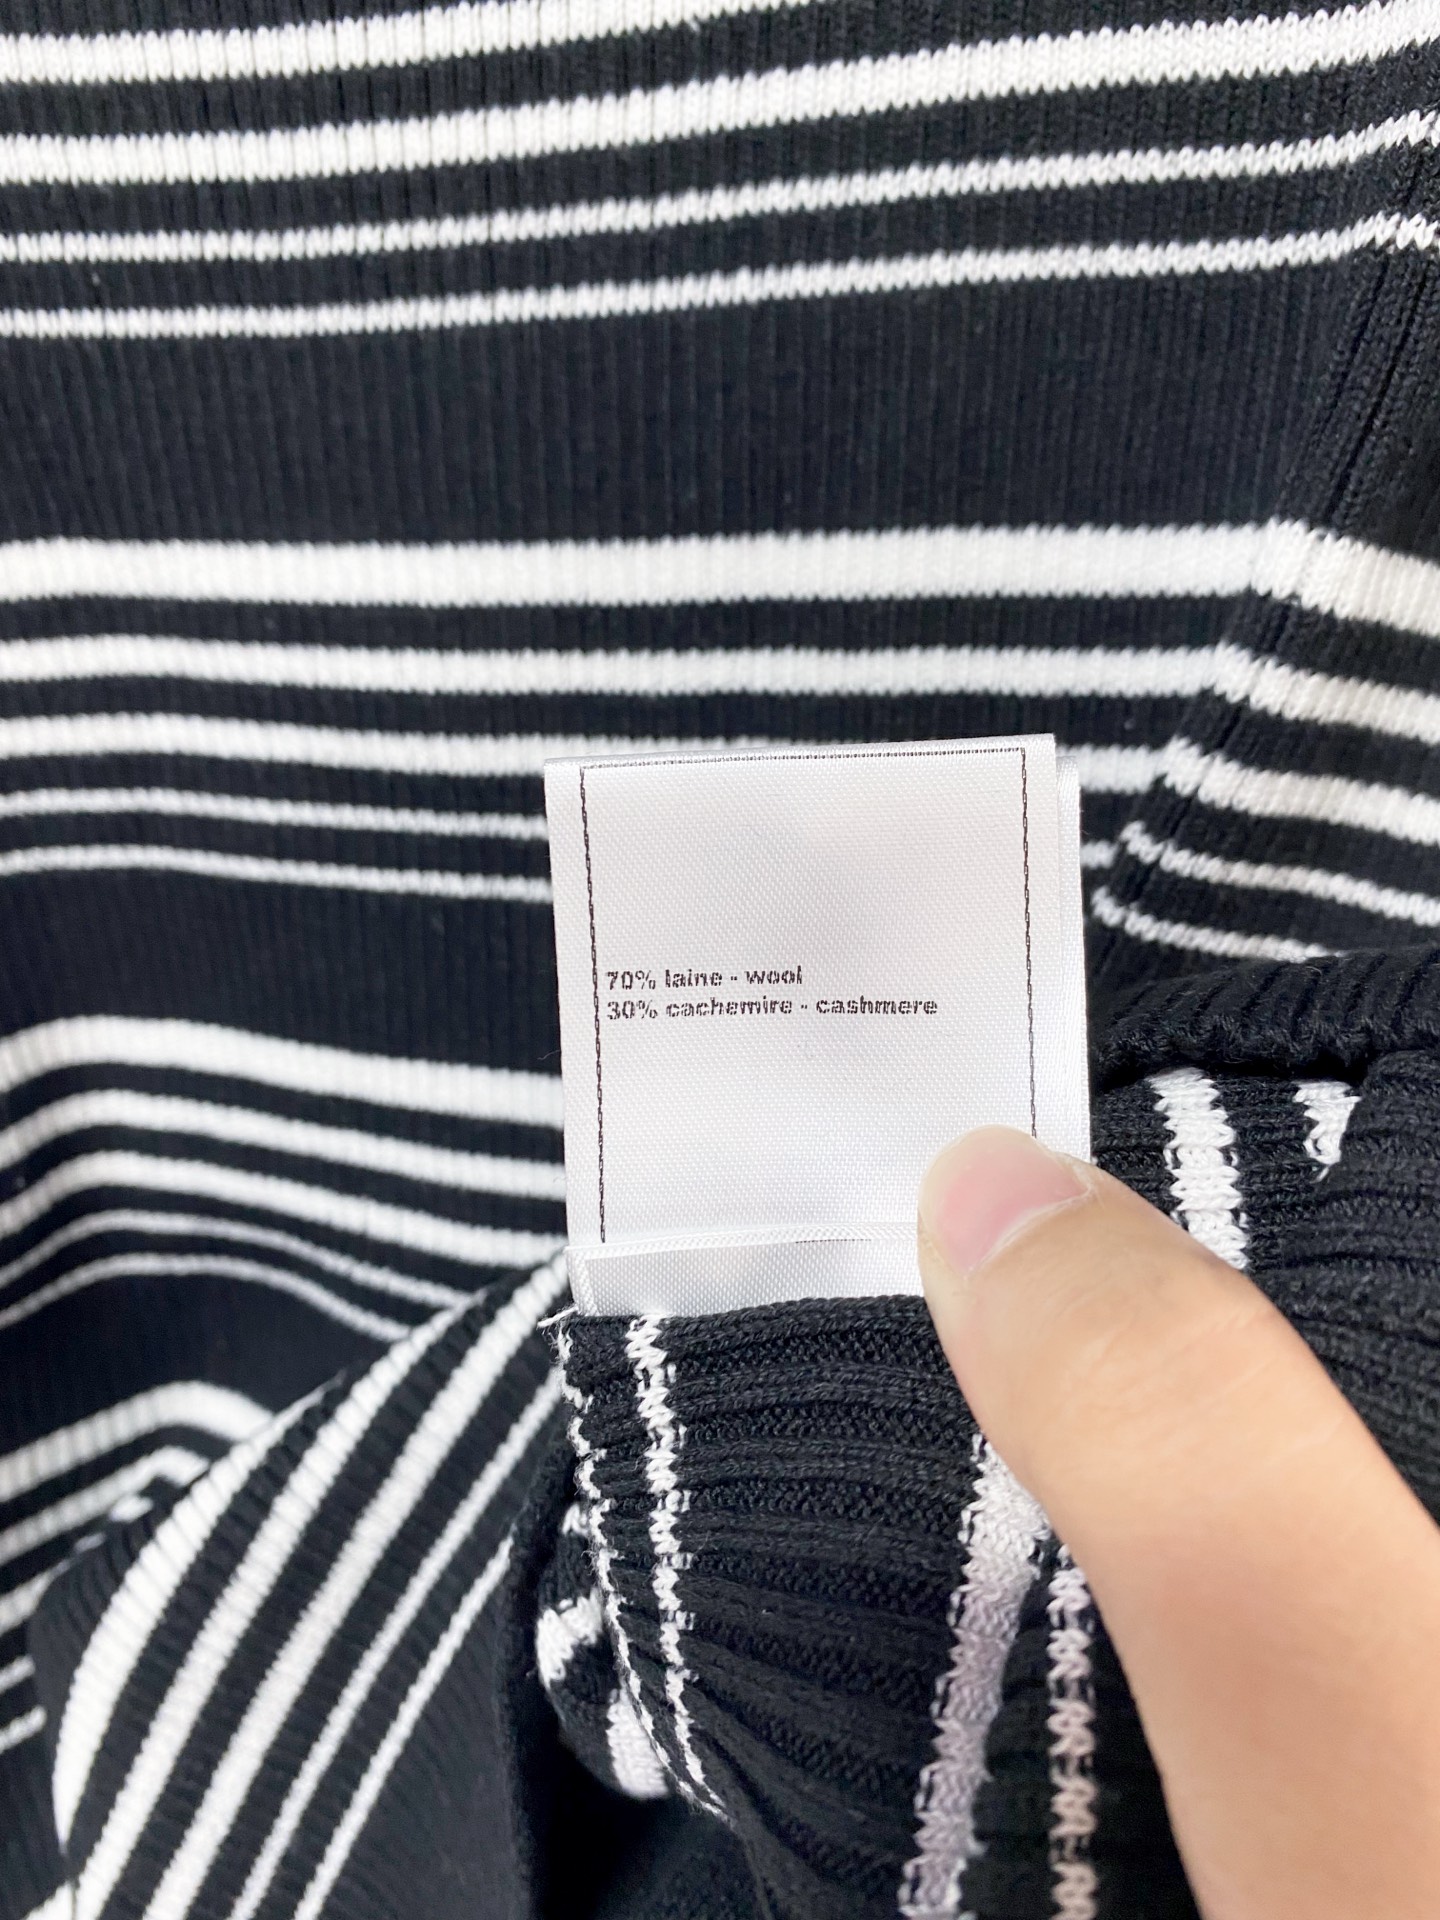 70% laine - wool
30% cachemire - cashmere